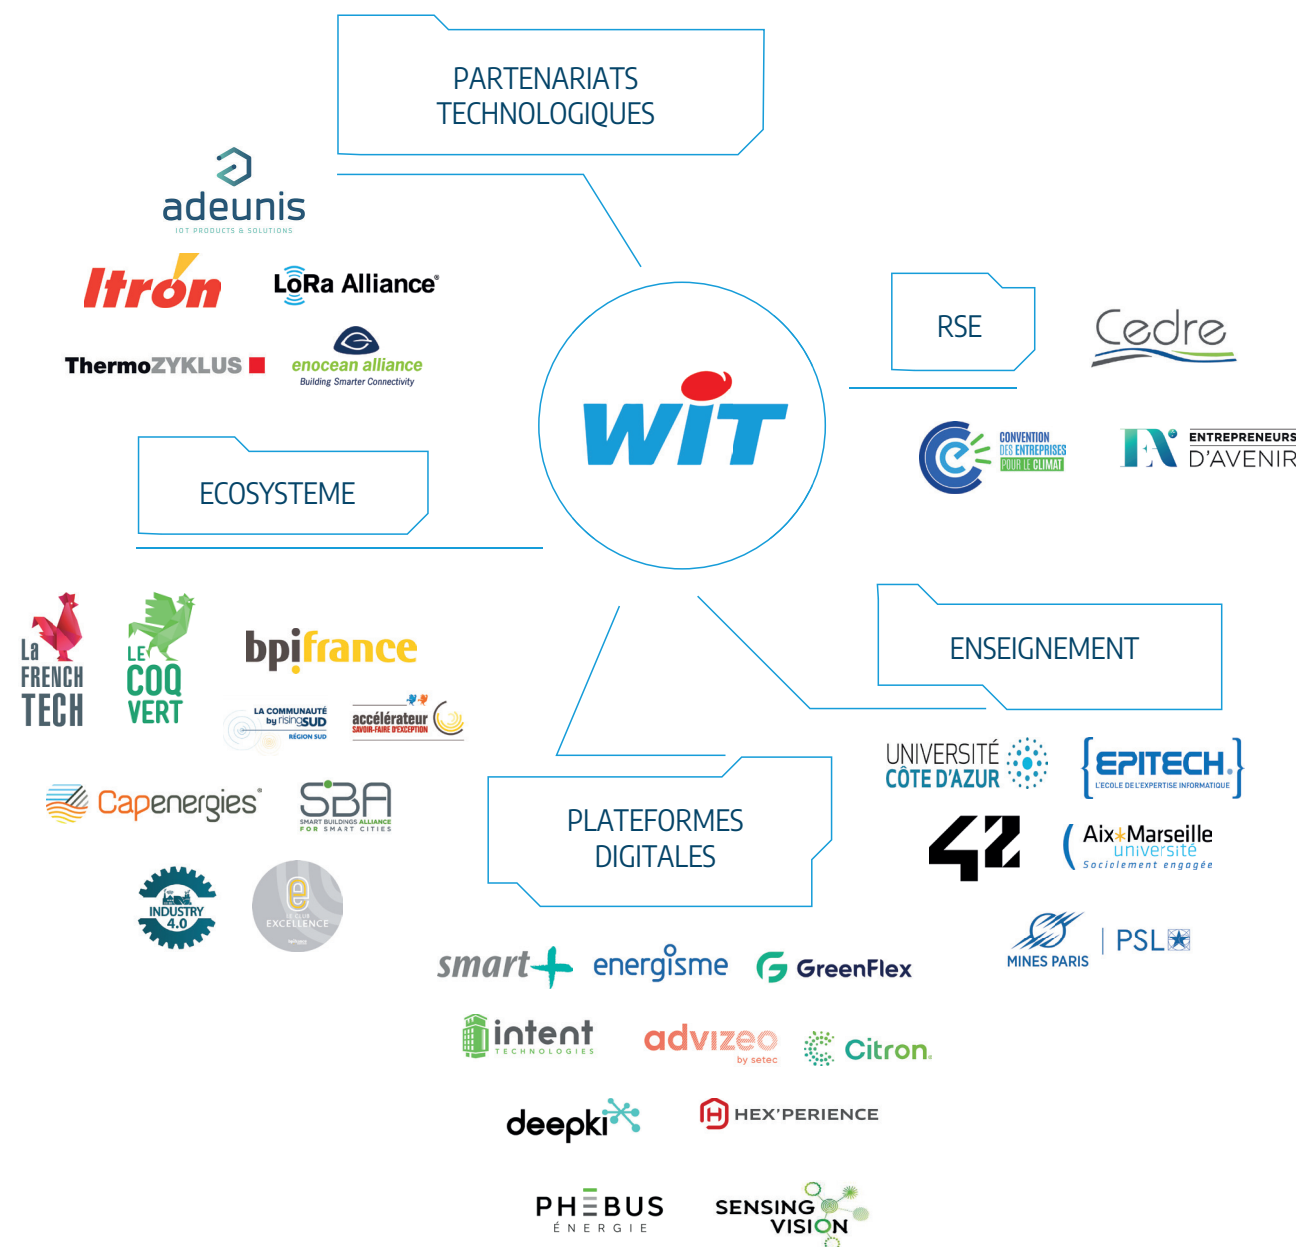 PARTENARIATS
TECHNOLOGIQUES
adeunis
IOT PRODUCTS & SOLUTIONS
Itron
LoRa Alliance®
ThermoZYKLUS
enocean alliance
Building Smarter Connectivity
WIT
RSE
Cedre
CONVENTION
DES ENTREPRISES
POUR LE CLIMAT
ENTREPRENEURS
D'AVENIR
ECOSYSTEME
La
FRENCH
TECH
LE
COQ
VERT
bpifrance
LA COMMUNAUTÉ
by risingSUD
RÉGION SUD
accélérateur
SAVOIR-FAIRE D'EXCEPTION
Capenergies®
SBA
SMART BUILDINGS ALLIANCE
FOR SMART CITIES
INDUSTRY
4.0
e
LE CLUB
EXCELLENCE
bpifrance
ENSEIGNEMENT
UNIVERSITÉ
CÔTE D'AZUR
{EPITECH.}
L'ECOLE DE L'EXPERTISE INFORMATIQUE
42
Aix*Marseille
université
Socialement engagée
MINES PARIS
PSL
PLATEFORMES
DIGITALES
smart+
energisme
GreenFlex
intent
TECHNOLOGIES
advizeo
by setec
Citron®
deepki
HEX'PERIENCE
PHEBUS
ÉNERGIE
SENSING
VISION